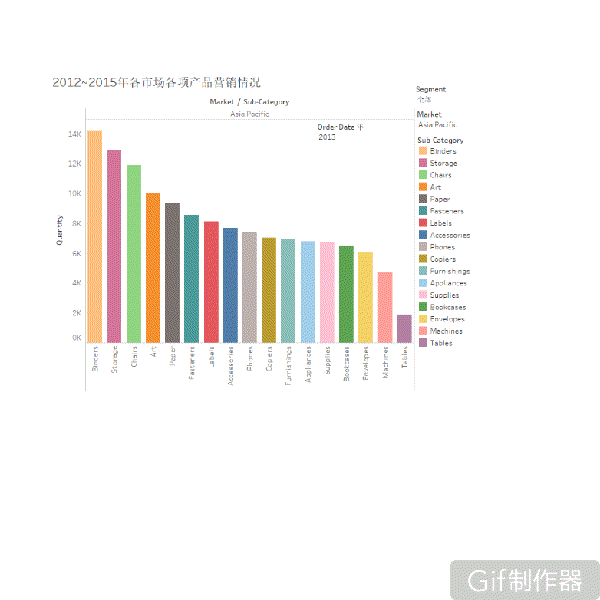 2012~2015年各市场各项产品营销情况
Market / Sub-Category
Asia Pacific
Order Date 年
2015
Quantity
14K
12K
10K
8K
6K
4K
2K
0K
Binders
Storage
Chairs
Art
Paper
Fasteners
Labels
Accessories
Phones
Copiers
Furnishings
Appliances
Supplies
Bookcases
Envelopes
Machines
Tables
Segment
全部
Market
Asia Pacific
Sub Category
Binders
Storage
Chairs
Art
Paper
Fasteners
Labels
Accessories
Phones
Copiers
Furnishings
Appliances
Supplies
Bookcases
Envelopes
Machines
Tables
Gif制作器